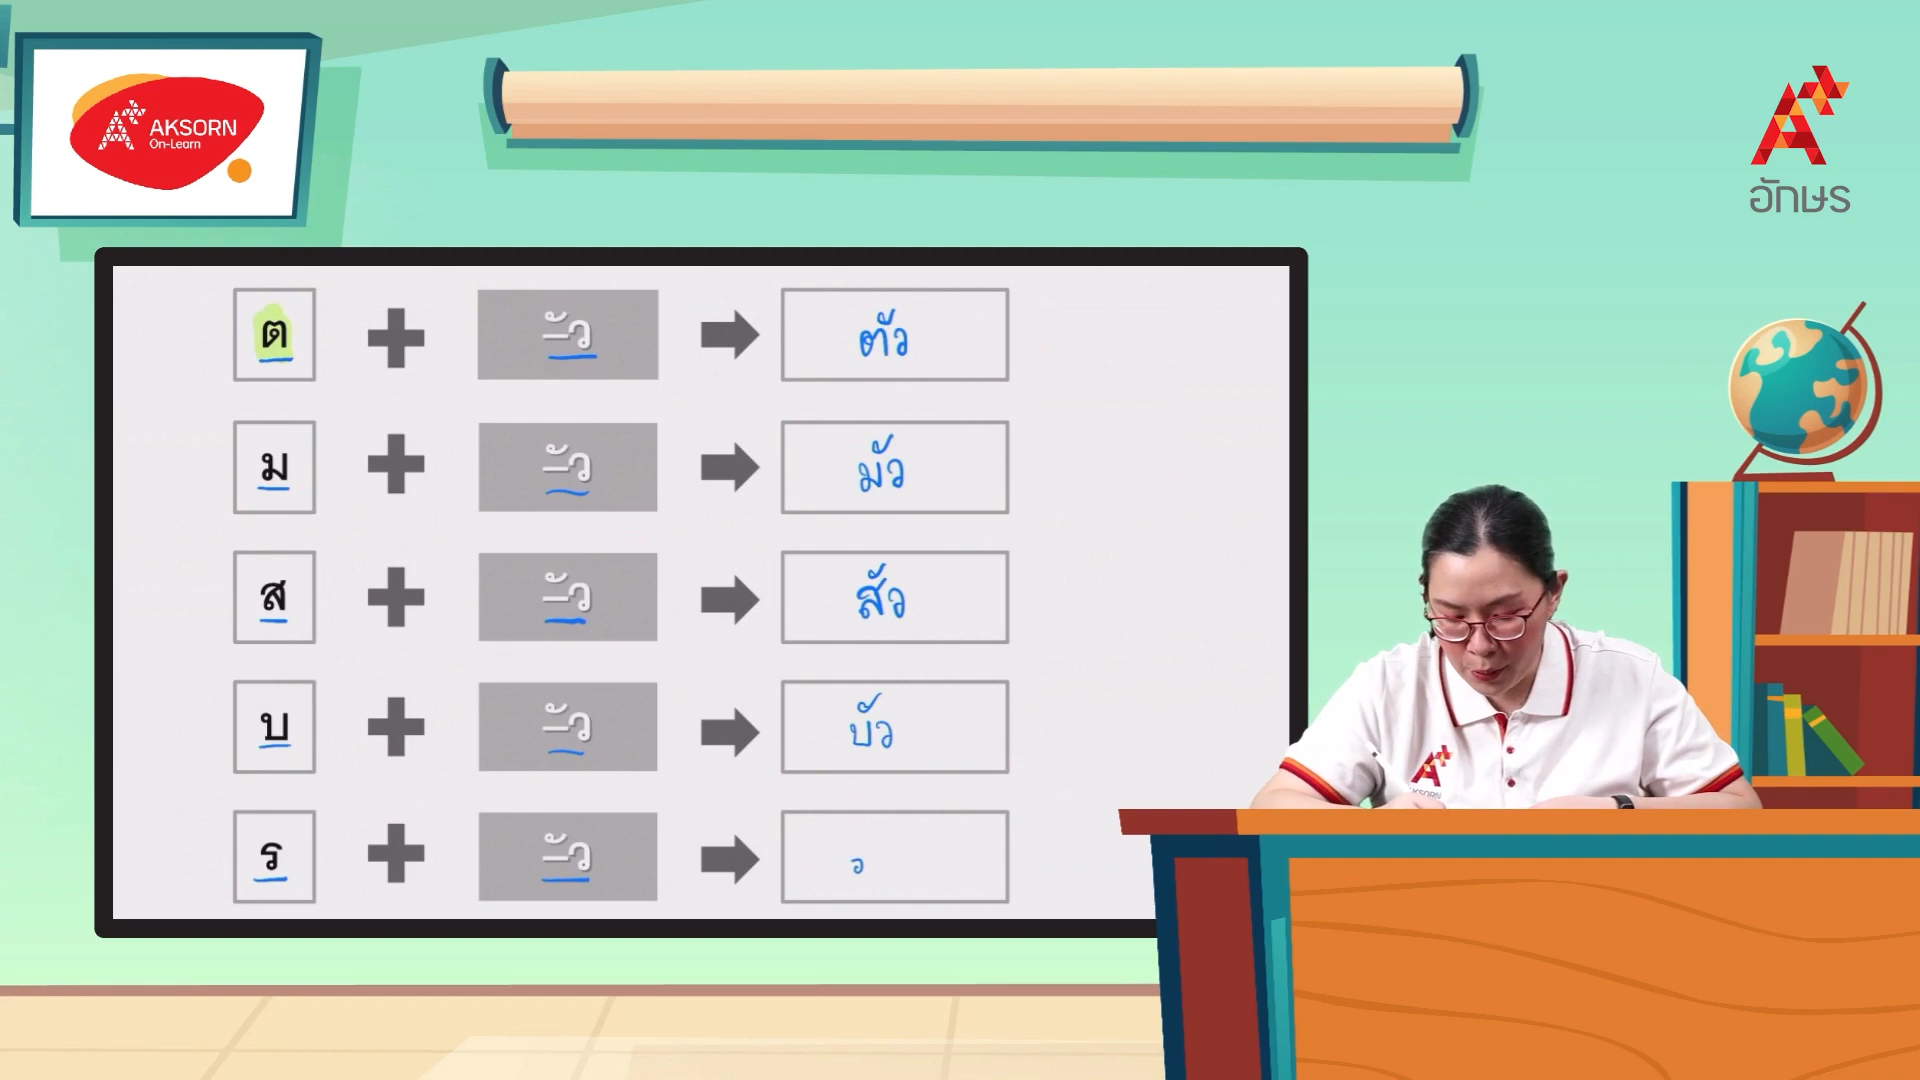 AKSORN
On-Learn
อักษร
ต + -ัว ตัว
ม + -ัว มัว
ส + -ัว สัว
บ + -ัว บัว
ร + -ัว
AKSORN